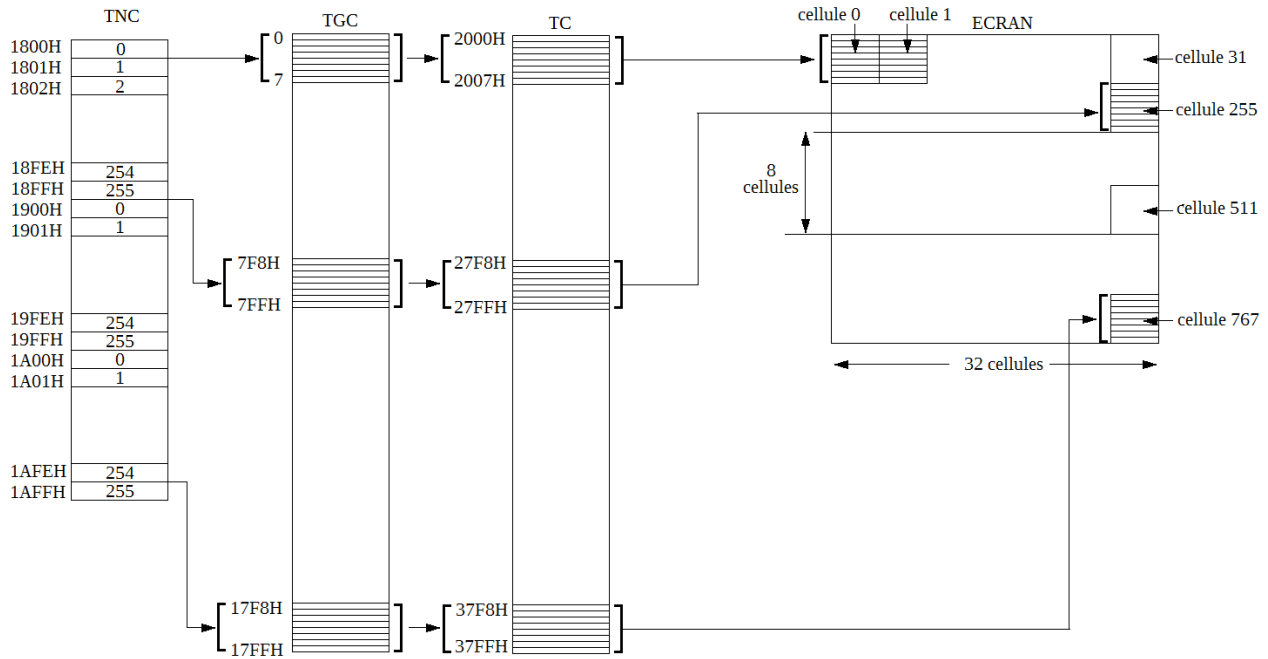 TNC
TGC
TC
ECRAN
cellule 0
cellule 1
1800H
0
1801H
1
1802H
2
18FEH
254
18FFH
255
1900H
0
1901H
1
19FEH
254
19FFH
255
1A00H
0
1A01H
1
1AFEH
254
1AFFH
255
0
7
7F8H
7FFH
17F8H
17FFH
2000H
2007H
27F8H
27FFH
37F8H
37FFH
cellule 31
cellule 255
8
cellules
cellule 511
cellule 767
32 cellules